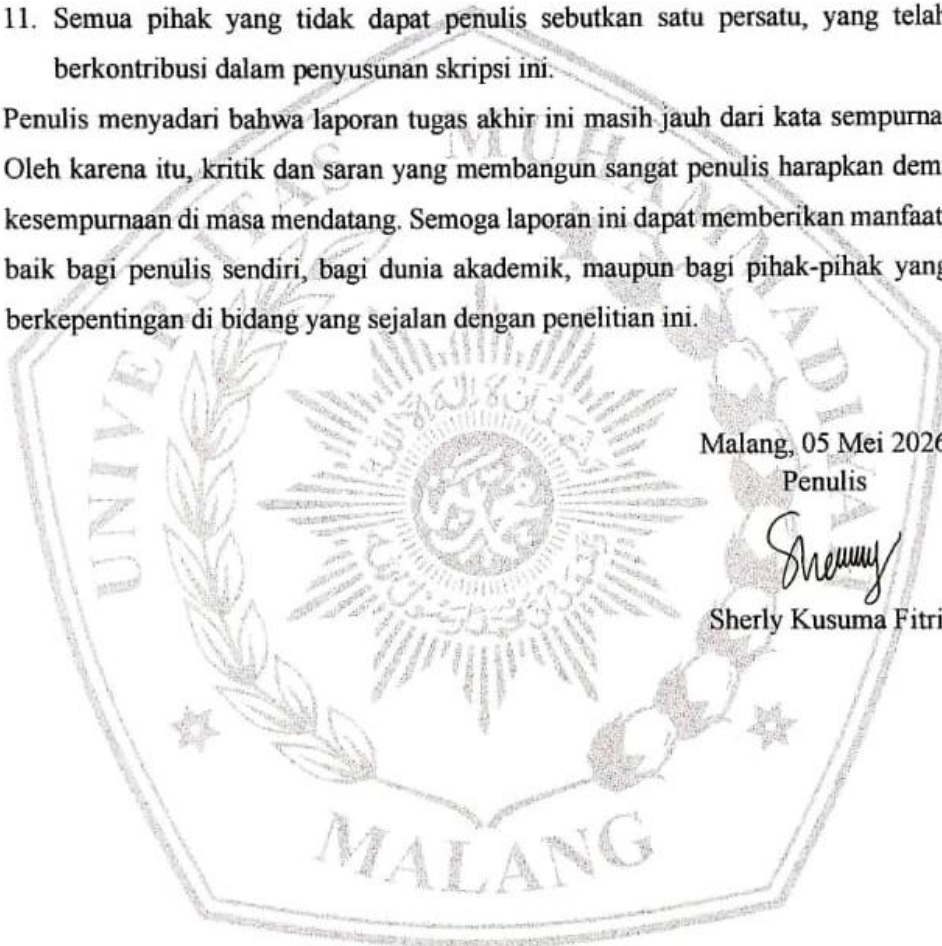 11. Semua pihak yang tidak dapat penulis sebutkan satu persatu, yang telah
berkontribusi dalam penyusunan skripsi ini.
Penulis menyadari bahwa laporan tugas akhir ini masih jauh dari kata sempurna
Oleh karena itu, kritik dan saran yang membangun sangat penulis harapkan dem
kesempurnaan di masa mendatang. Semoga laporan ini dapat memberikan manfaat
baik bagi penulis sendiri, bagi dunia akademik, maupun bagi pihak-pihak yang
berkepentingan di bidang yang sejalan dengan penelitian ini.
Malang, 05 Mei 2026
Penulis
Sherly Kusuma Fitri
UNIVERSITAS MUHAMMADIYAH
MALANG